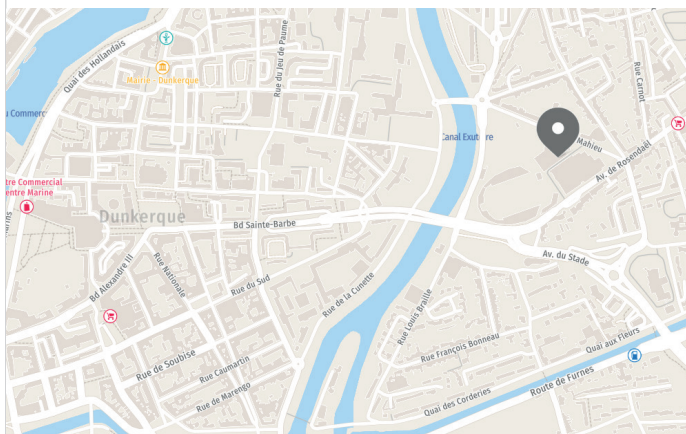 Quai des Hollandais
Rue du Jeu de Paume
Mairie - Dunkerque
Rue Carnot
u Commerc
Canal Exutoire
Mahieu
Av. de Rosendaël
tre Commercial
entre Marine
Dunkerque
Bd Sainte-Barbe
Av. du Stade
Bd Alexandre III
Rue Nationale
Rue du Sud
Rue de la Cunette
Rue Louis Braille
Rue François Bonneau
Quai aux Fleurs
Rue de Soubise
Rue Caumartin
Rue de Marengo
Route de Furnes
Quai des Corderies